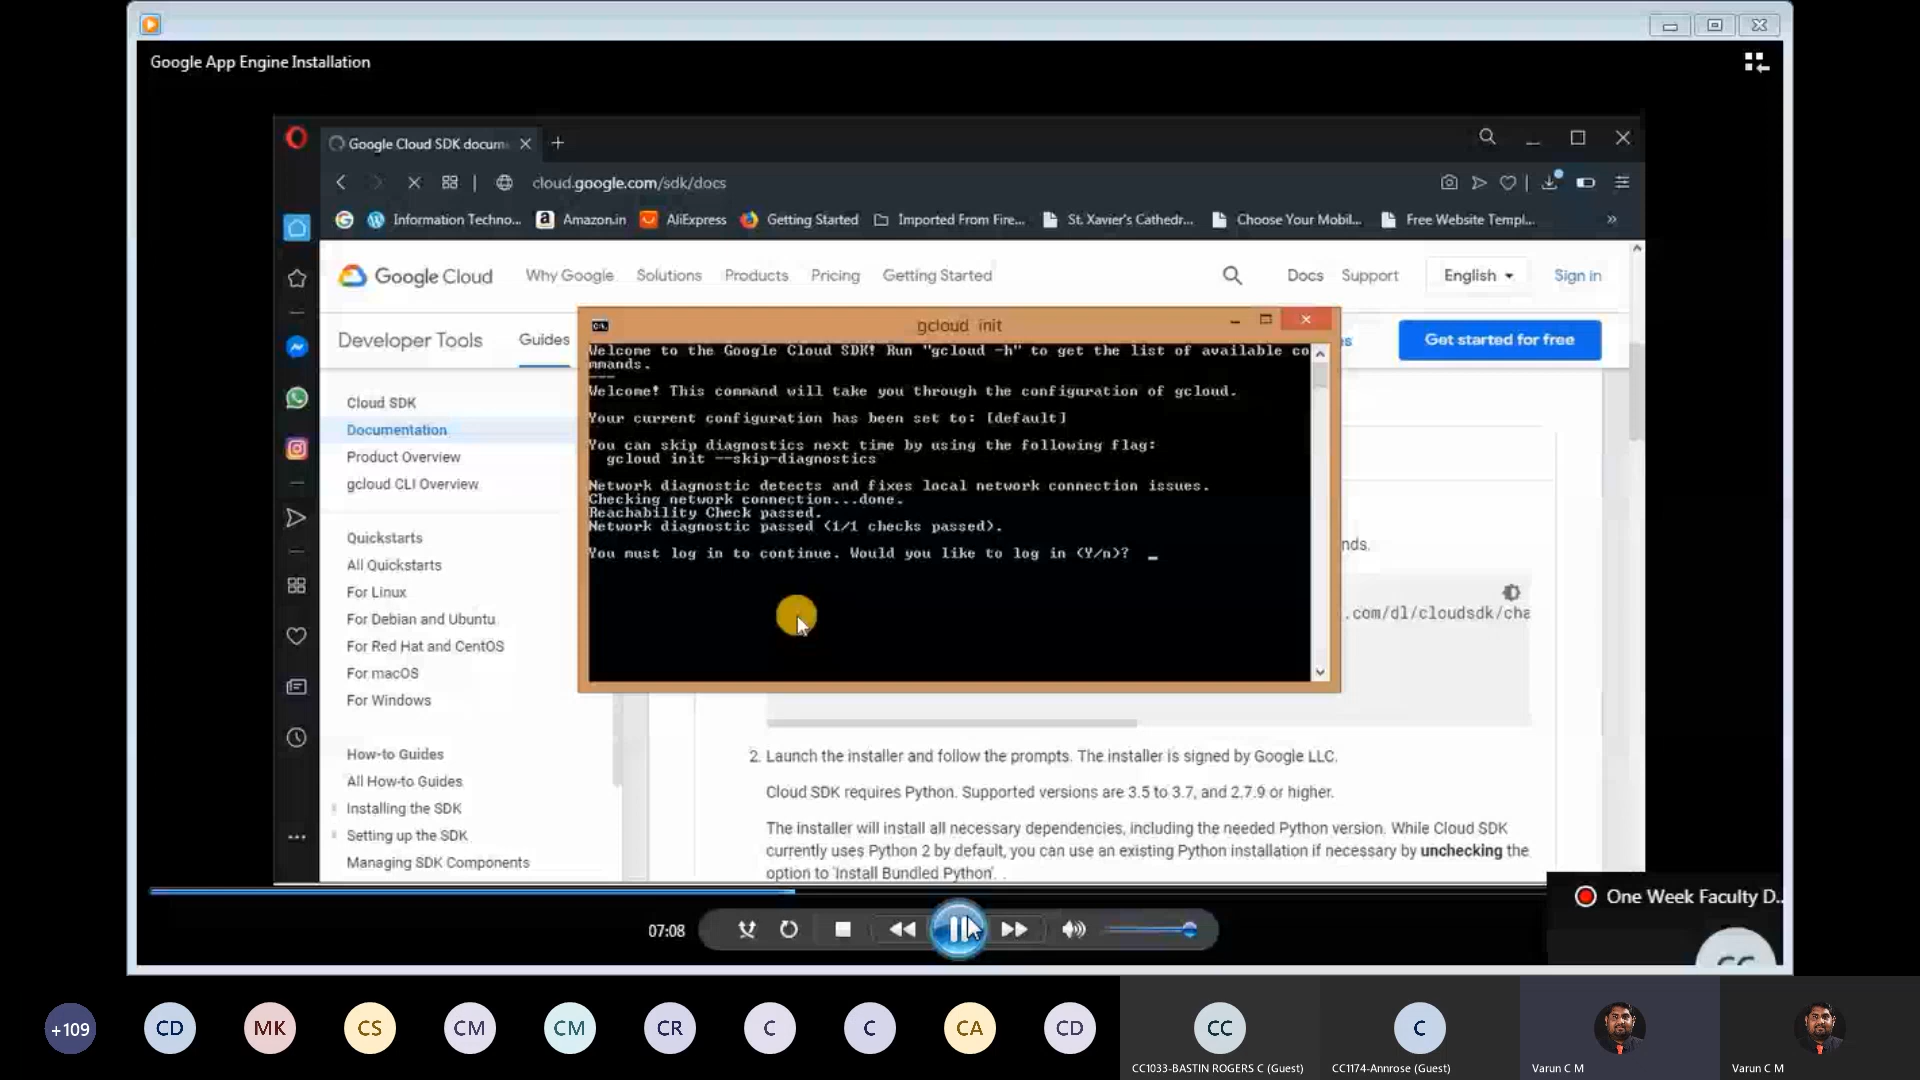 Google App Engine Installation
Google Cloud SDK docum
cloud.google.com/sdk/docs
Information Techno... Amazon.in AliExpress Getting Started Imported From Fire... St. Xavier's Cathedr... Choose Your Mobil... Free Website Templ... »
Google Cloud Why Google Solutions Products Pricing Getting Started Docs Support English Sign in
Developer Tools Guides Get started for free
gcloud init
Welcome to the Google Cloud SDK! Run "gcloud -h" to get the list of available co
mmands.
---
Welcome! This command will take you through the configuration of gcloud.
Your current configuration has been set to: [default]
You can skip diagnostics next time by using the following flag:
gcloud init --skip-diagnostics
Network diagnostic detects and fixes local network connection issues.
Checking network connection...done.
Reachability Check passed.
Network diagnostic passed (1/1 checks passed).
You must log in to continue. Would you like to log in (Y/n)? _
Cloud SDK
Documentation
Product Overview
gcloud CLI Overview
Quickstarts
All Quickstarts
For Linux
For Debian and Ubuntu
For Red Hat and CentOS
For macOS
For Windows
How-to Guides
All How-to Guides
Installing the SDK
Setting up the SDK
Managing SDK Components
es
nds.
.com/dl/cloudsdk/cha
2. Launch the installer and follow the prompts. The installer is signed by Google LLC.
Cloud SDK requires Python. Supported versions are 3.5 to 3.7, and 2.7.9 or higher.
The installer will install all necessary dependencies, including the needed Python version. While Cloud SDK
currently uses Python 2 by default, you can use an existing Python installation if necessary by unchecking the
option to 'Install Bundled Python'. .
One Week Faculty D..
CC
07:08
+109 CD MK CS CM CM CR C C CA CD CC C
CC1033-BASTIN ROGERS C (Guest) CC1174-Annrose (Guest) Varun C M Varun C M